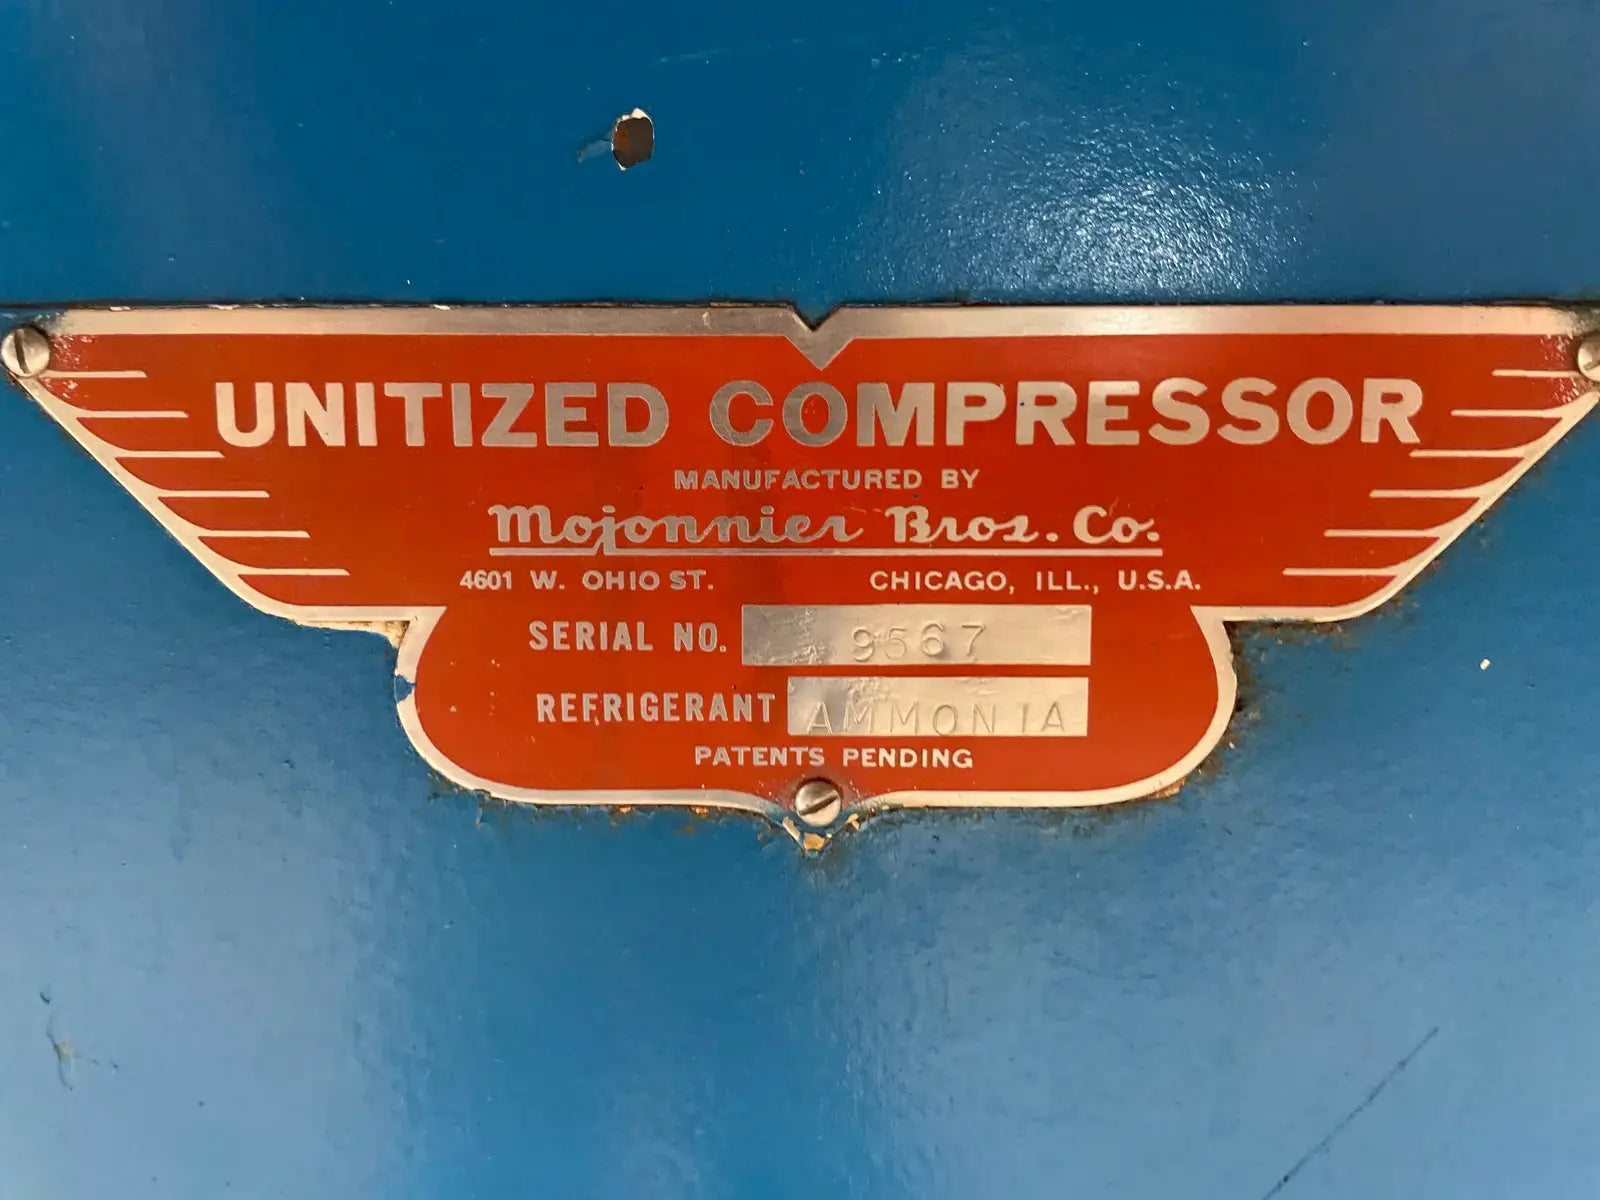 UNITIZED COMPRESSOR
MANUFACTURED BY
Mojonnier Bros. Co.
4601 W. OHIO ST. CHICAGO, ILL., U.S.A.
SERIAL NO. 9567
REFRIGERANT AMMONIA
PATENTS PENDING